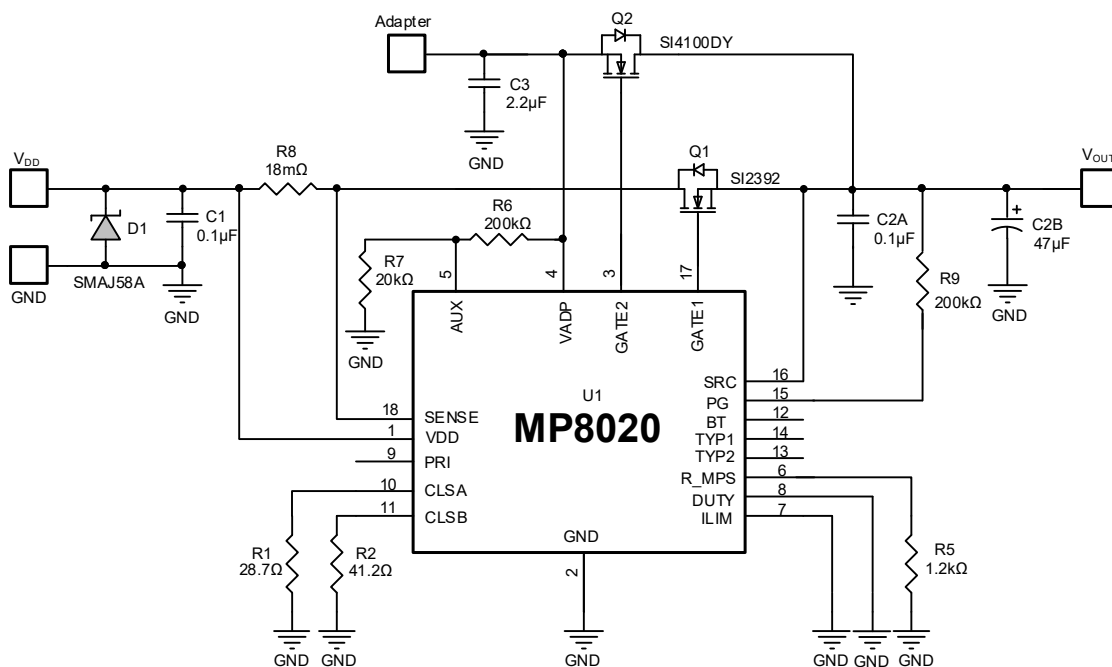 Adapter
Q2
SI4100DY
C3
2.2µF
GND
VDD
R8
18mΩ
Q1
SI2392
VOUT
R6
200kΩ
D1
C1
0.1µF
C2A
0.1µF
+
C2B
47µF
GND
SMAJ58A
GND
R7
20kΩ
5
4
3
17
R9
200kΩ
GND
GND
AUX
VADP
GATE2
GATE1
U1
MP8020
SRC
16
PG
15
BT
12
TYP1
14
TYP2
13
R_MPS
6
DUTY
8
ILIM
7
18
SENSE
1
VDD
9
PRI
10
CLSA
11
CLSB
GND
2
R1
28.7Ω
R2
41.2Ω
R5
1.2kΩ
GND
GND
GND
GND
GND
GND